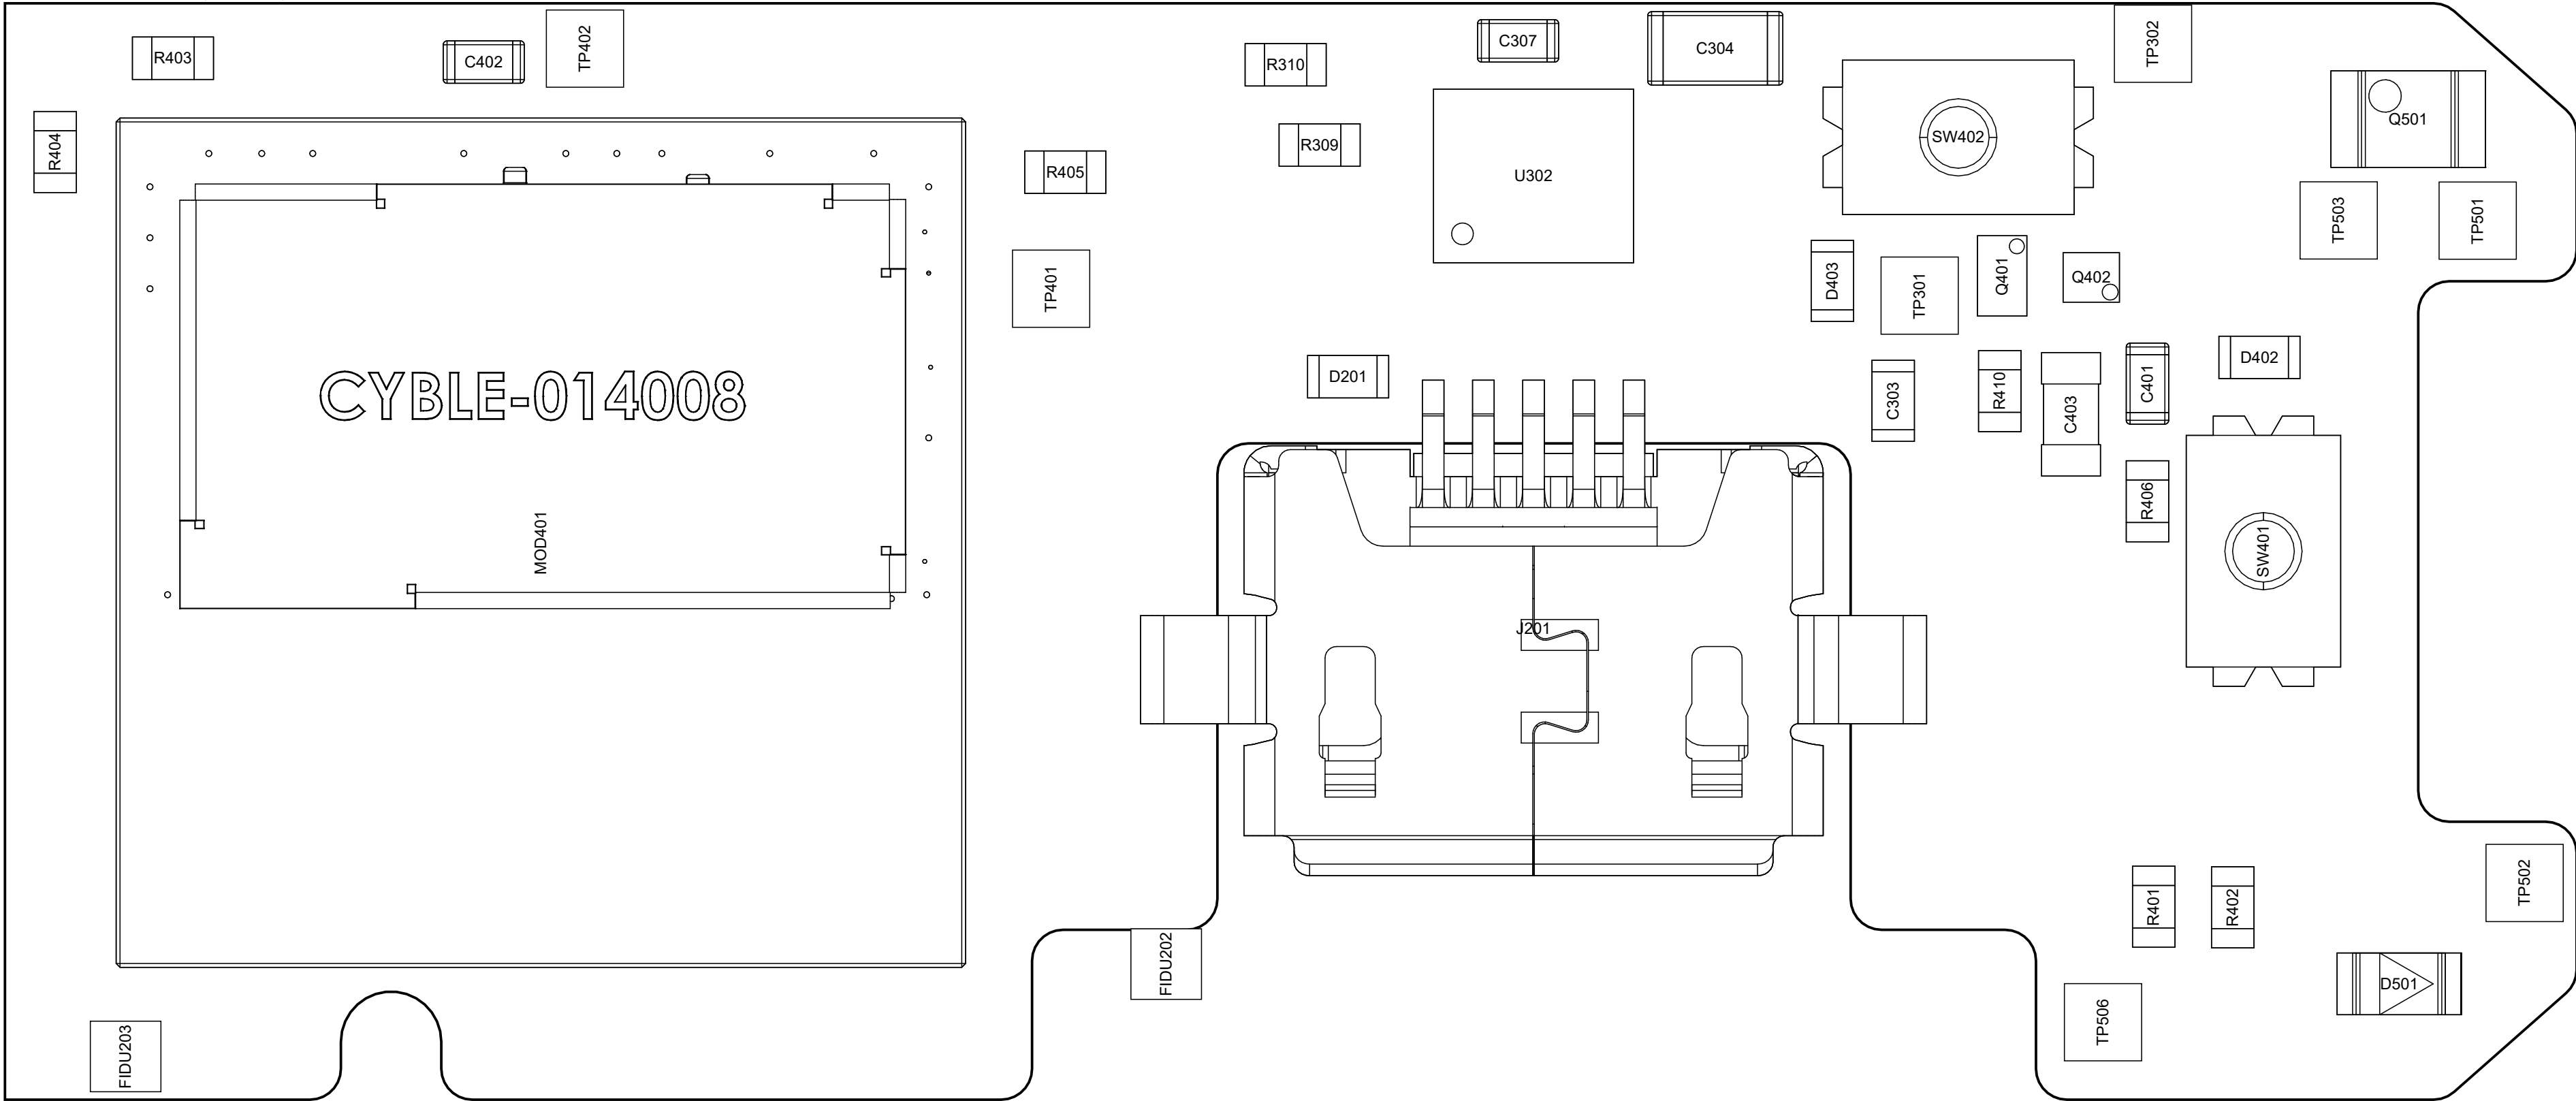 R403
C402
TP402
R310
C307
C304
TP302
R404
R405
R309
U302
SW402
Q501
TP503
TP501
TP401
D403
TP301
Q401
Q402
CYBLE-014008
D201
C303
R410
C403
C401
D402
MOD401
R406
SW401
J201
R401
R402
TP502
FIDU202
D501
FIDU203
TP506